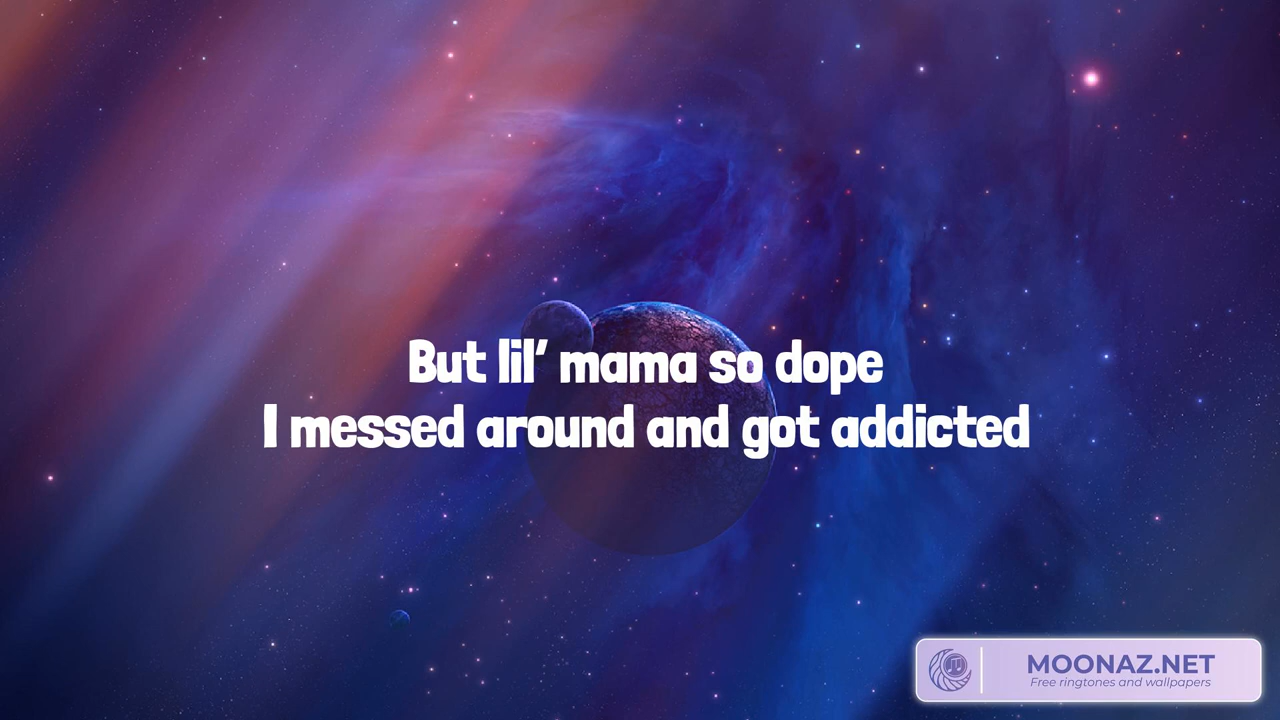 But lil’ mama so dope
I messed around and got addicted
MOONAZ.NET
Free ringtones and wallpapers